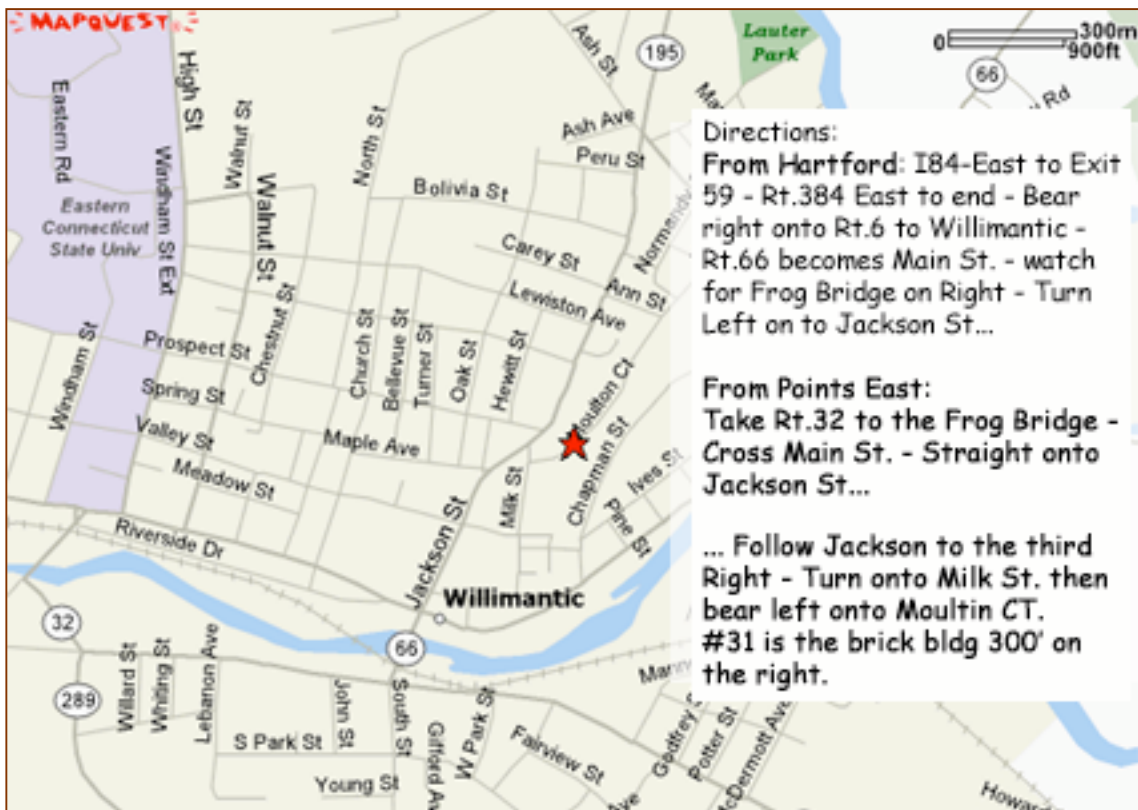 MAPQUEST
300m
0
900ft
Lauter
Park
195
66
Ash St
High St
Eastern Rd
Windham St Ext
Walnut St
Walnut St
North St
Ash Ave
Peru St
Bolivia St
Eastern
Connecticut
State Univ
Carey St
Normandy
Ann St
Lewiston Ave
Chestnut St
Church St
Bellevue St
Turner St
Oak St
Hewitt St
Prospect St
Windham St
Spring St
Valley St
Maple Ave
Meadow St
Moulton Ct
Chapman St
Ives St
Milk St
Pine St
Riverside Dr
Jackson St
Willimantic
32
66
289
Willard St
Whiting St
Lebanon Ave
John St
South St
S Park St
Young St
Gifford Av
W Park St
Fairview St
Godfrey S
Potter St
McDermott Ave
Howard
Rd
Directions:
From Hartford: I84-East to Exit
59 - Rt.384 East to end - Bear
right onto Rt.6 to Willimantic -
Rt.66 becomes Main St. - watch
for Frog Bridge on Right - Turn
Left on to Jackson St...
From Points East:
Take Rt.32 to the Frog Bridge -
Cross Main St. - Straight onto
Jackson St...
... Follow Jackson to the third
Right - Turn onto Milk St. then
bear left onto Moultin CT.
#31 is the brick bldg 300' on
the right.